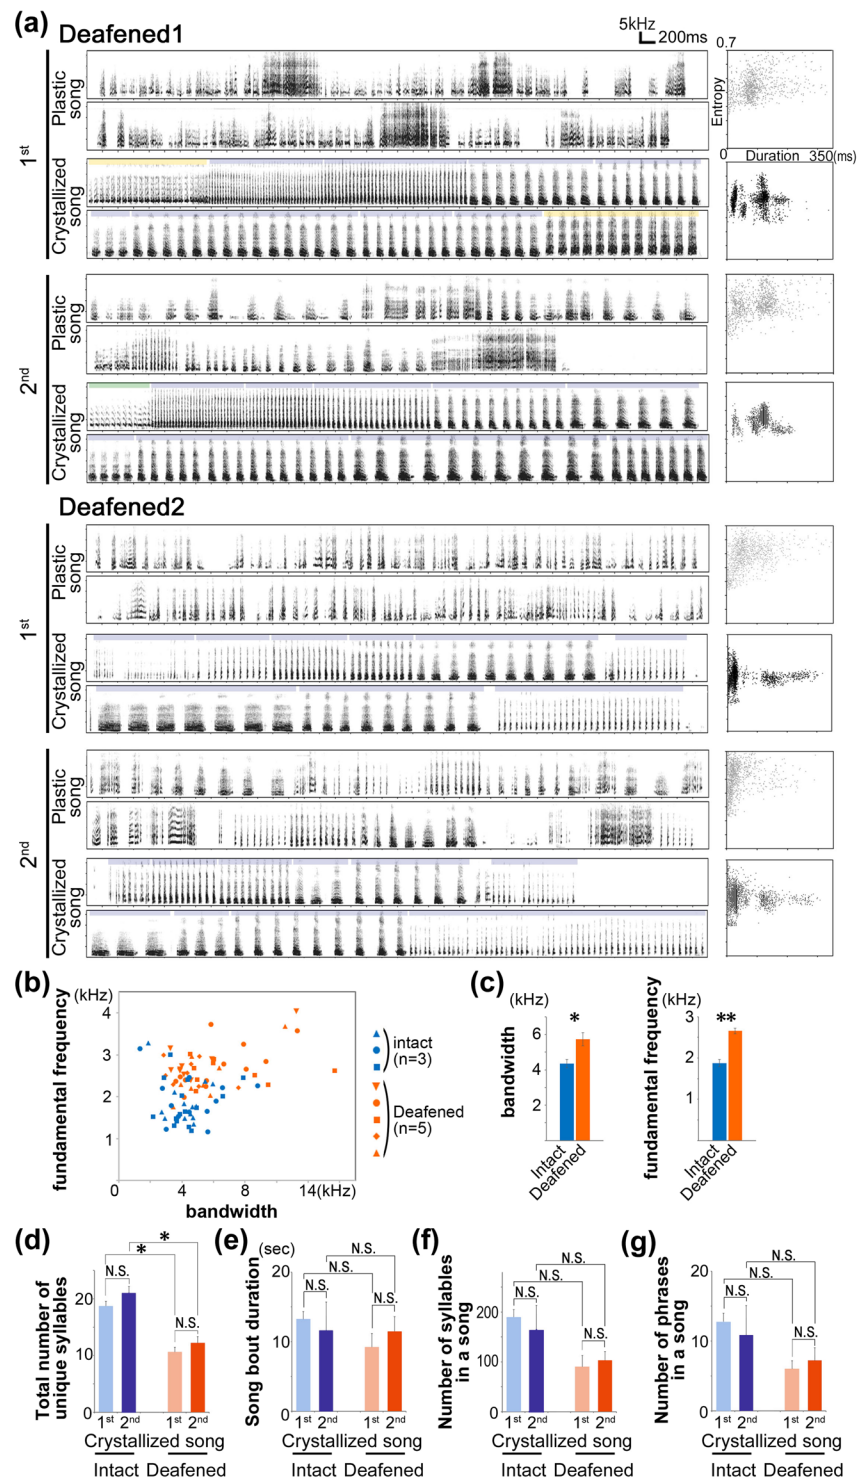 (a)
Deafened1
5kHz
200ms
1st
Plastic
song
Crystallized
song
0.7
Entropy
0
Duration
350(ms)
2nd
Plastic
song
Crystallized
song
Deafened2
1st
Plastic
song
Crystallized
song
2nd
Plastic
song
Crystallized
song
(b)
fundamental frequency
(kHz)
4
3
2
1
0
4
8
14(kHz)
bandwidth
intact
(n=3)
Deafened
(n=5)
(c)
(kHz)
bandwidth
6
4
2
*
Intact
Deafened
(kHz)
fundamental frequency
3
2
1
**
Intact
Deafened
(d)
Total number of
unique syllables
20
10
0
*
*
N.S.
N.S.
1st 2nd 1st 2nd
Crystallized song
Intact Deafened
(e)
(sec)
Song bout duration
20
10
0
N.S.
N.S.
N.S.
N.S.
1st 2nd 1st 2nd
Crystallized song
Intact Deafened
(f)
Number of syllables
in a song
200
100
0
N.S.
N.S.
N.S.
N.S.
1st 2nd 1st 2nd
Crystallized song
Intact Deafened
(g)
Number of phrases
in a song
20
10
0
N.S.
N.S.
N.S.
N.S.
1st 2nd 1st 2nd
Crystallized song
Intact Deafened